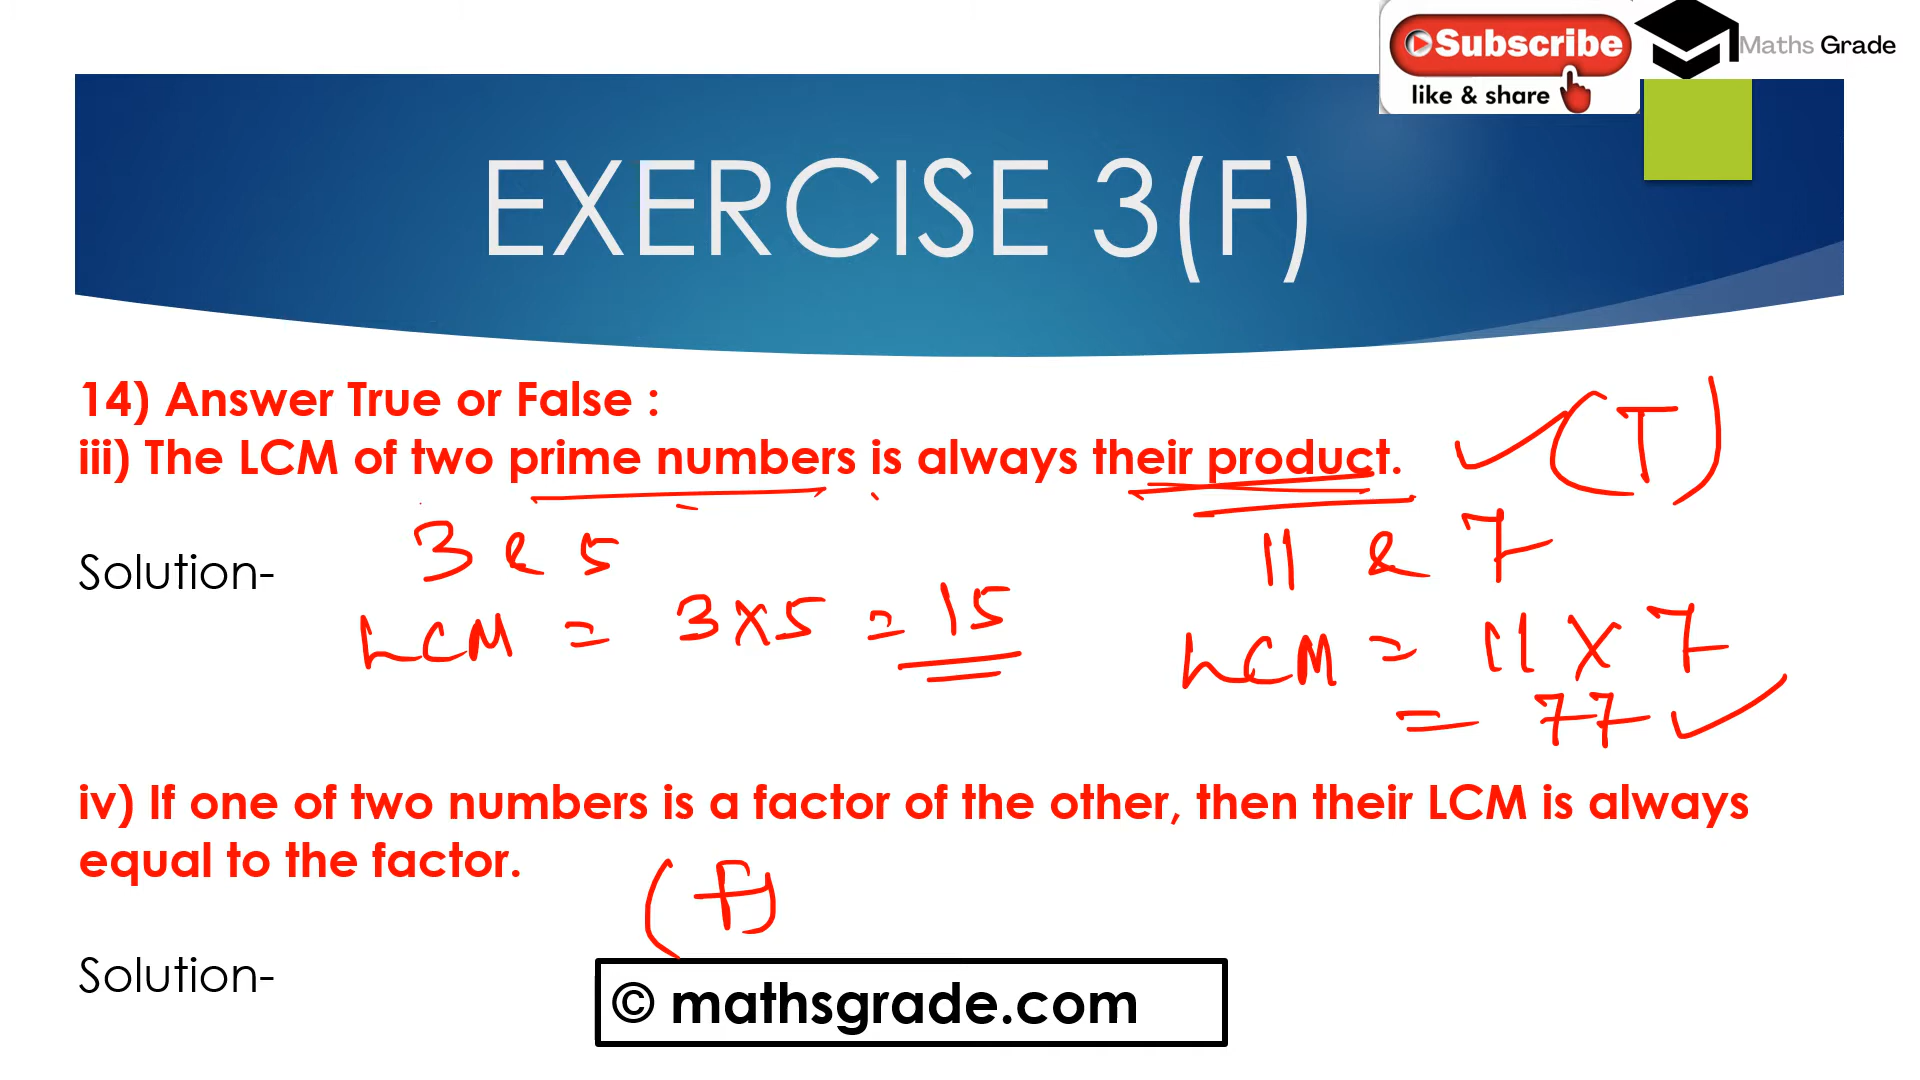 Subscribe
like & share
Maths Grade
EXERCISE 3(F)
14) Answer True or False :
iii) The LCM of two prime numbers is always their product. (T)
3 & 5
11 & 7
Solution-
LCM = 3×5 = 15
LCM = 11 × 7
= 77
iv) If one of two numbers is a factor of the other, then their LCM is always
equal to the factor.
(F)
Solution-
© mathsgrade.com